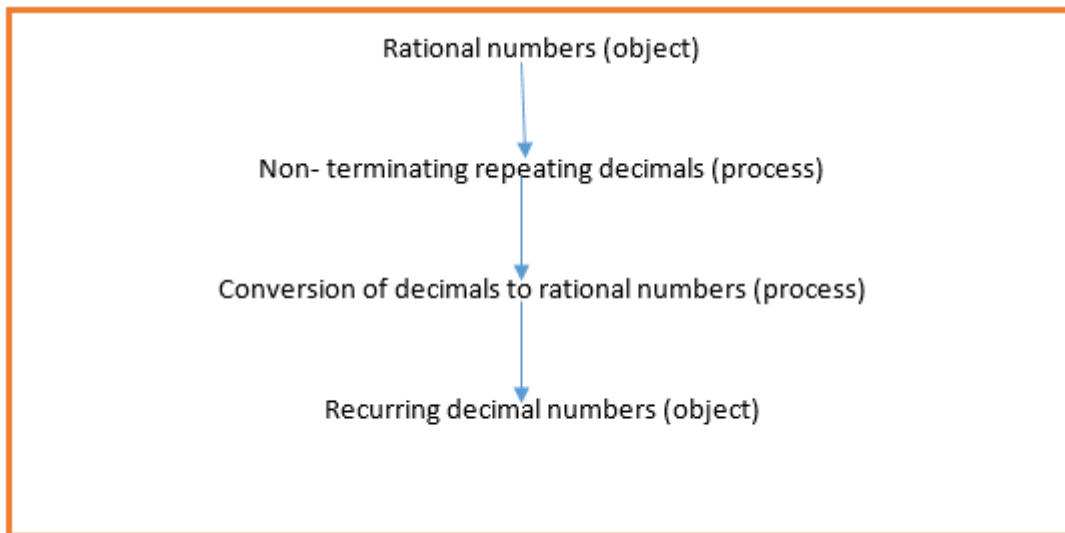 Rational numbers (object)
Non- terminating repeating decimals (process)
Conversion of decimals to rational numbers (process)
Recurring decimal numbers (object)